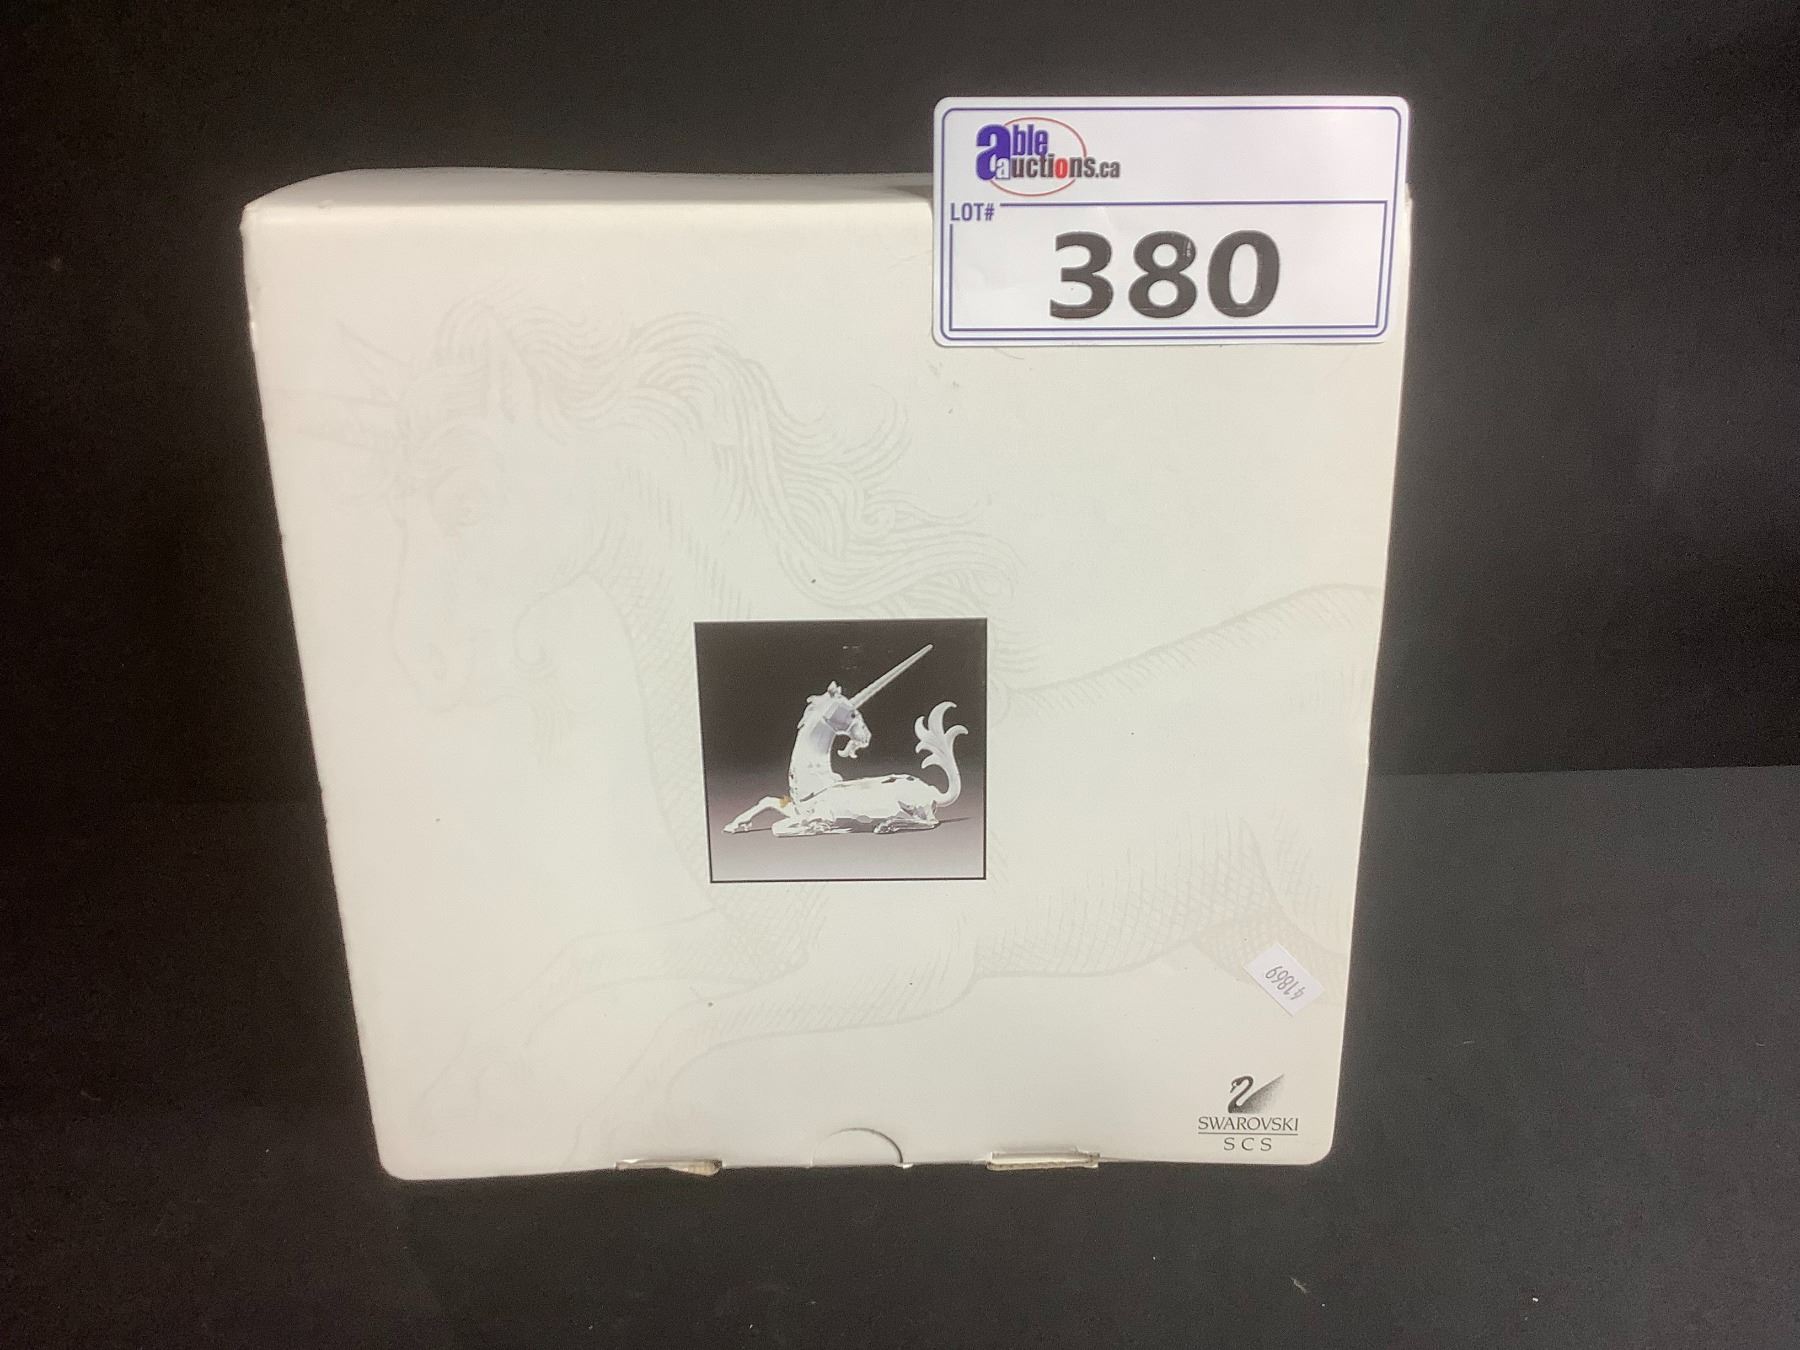 able
auctions.ca
LOT#
380
41869
SWAROVSKI
SCS